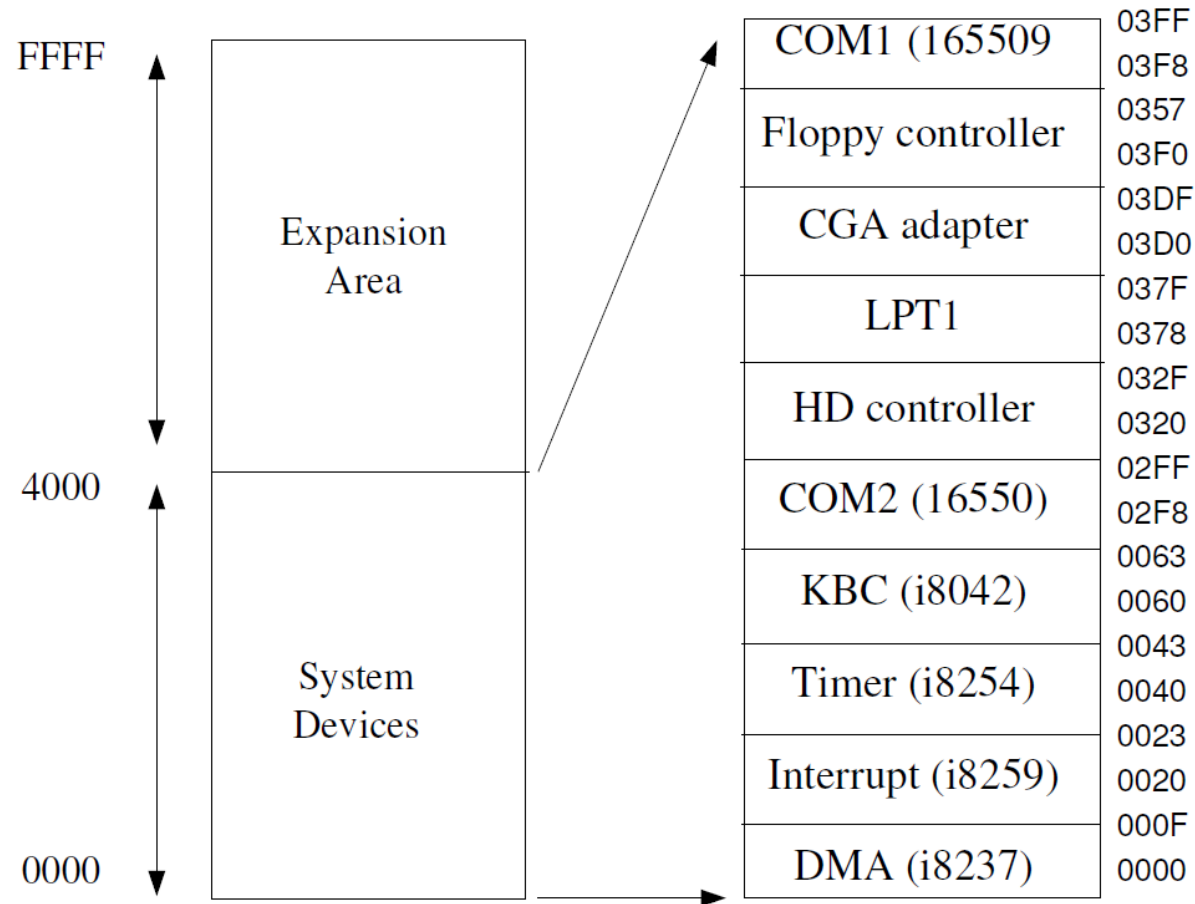 FFFF
Expansion
Area
4000
System
Devices
0000
COM1 (165509
03FF
03F8
Floppy controller
0357
03F0
CGA adapter
03DF
03D0
LPT1
037F
0378
HD controller
032F
0320
COM2 (16550)
02FF
02F8
KBC (i8042)
0063
0060
Timer (i8254)
0043
0040
Interrupt (i8259)
0023
0020
DMA (i8237)
000F
0000